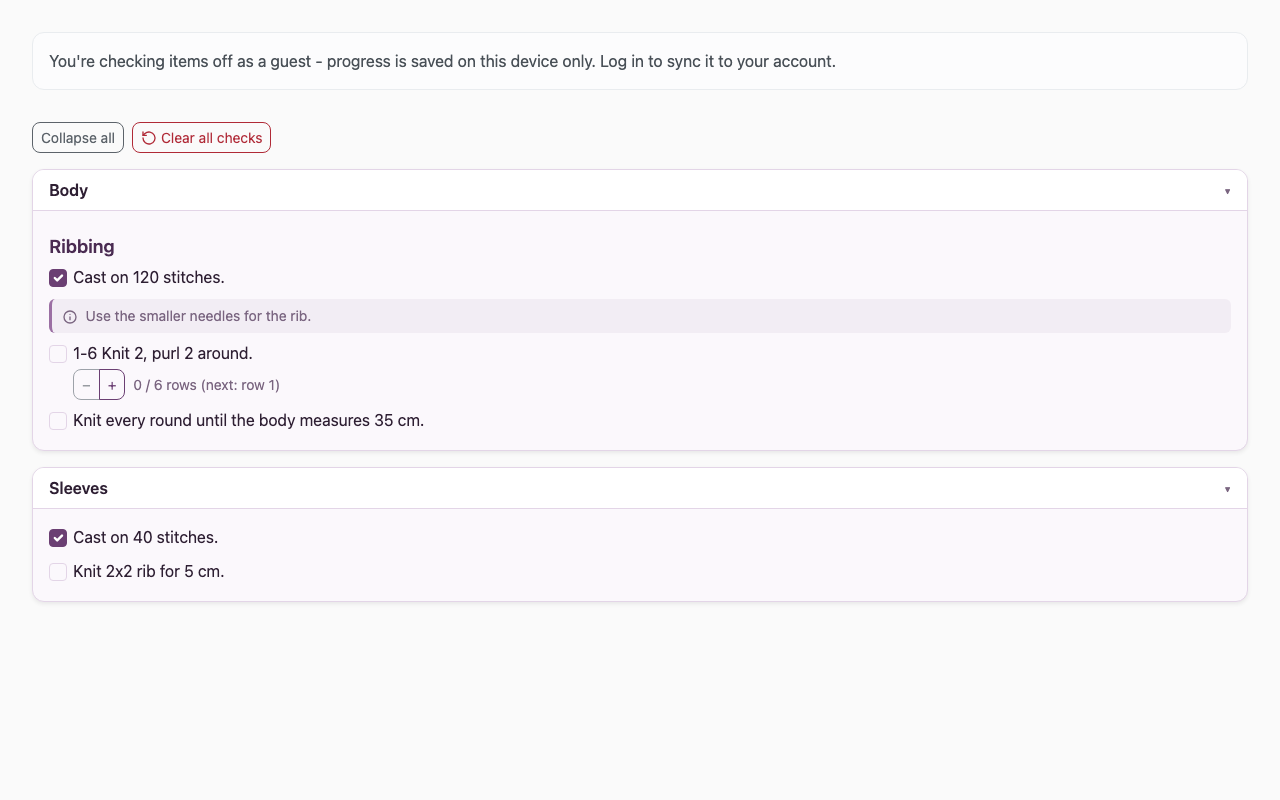 You're checking items off as a guest - progress is saved on this device only. Log in to sync it to your account.
Collapse all
Clear all checks
Body
Ribbing
Cast on 120 stitches.
Use the smaller needles for the rib.
1-6 Knit 2, purl 2 around.
− + 0 / 6 rows (next: row 1)
Knit every round until the body measures 35 cm.
Sleeves
Cast on 40 stitches.
Knit 2x2 rib for 5 cm.